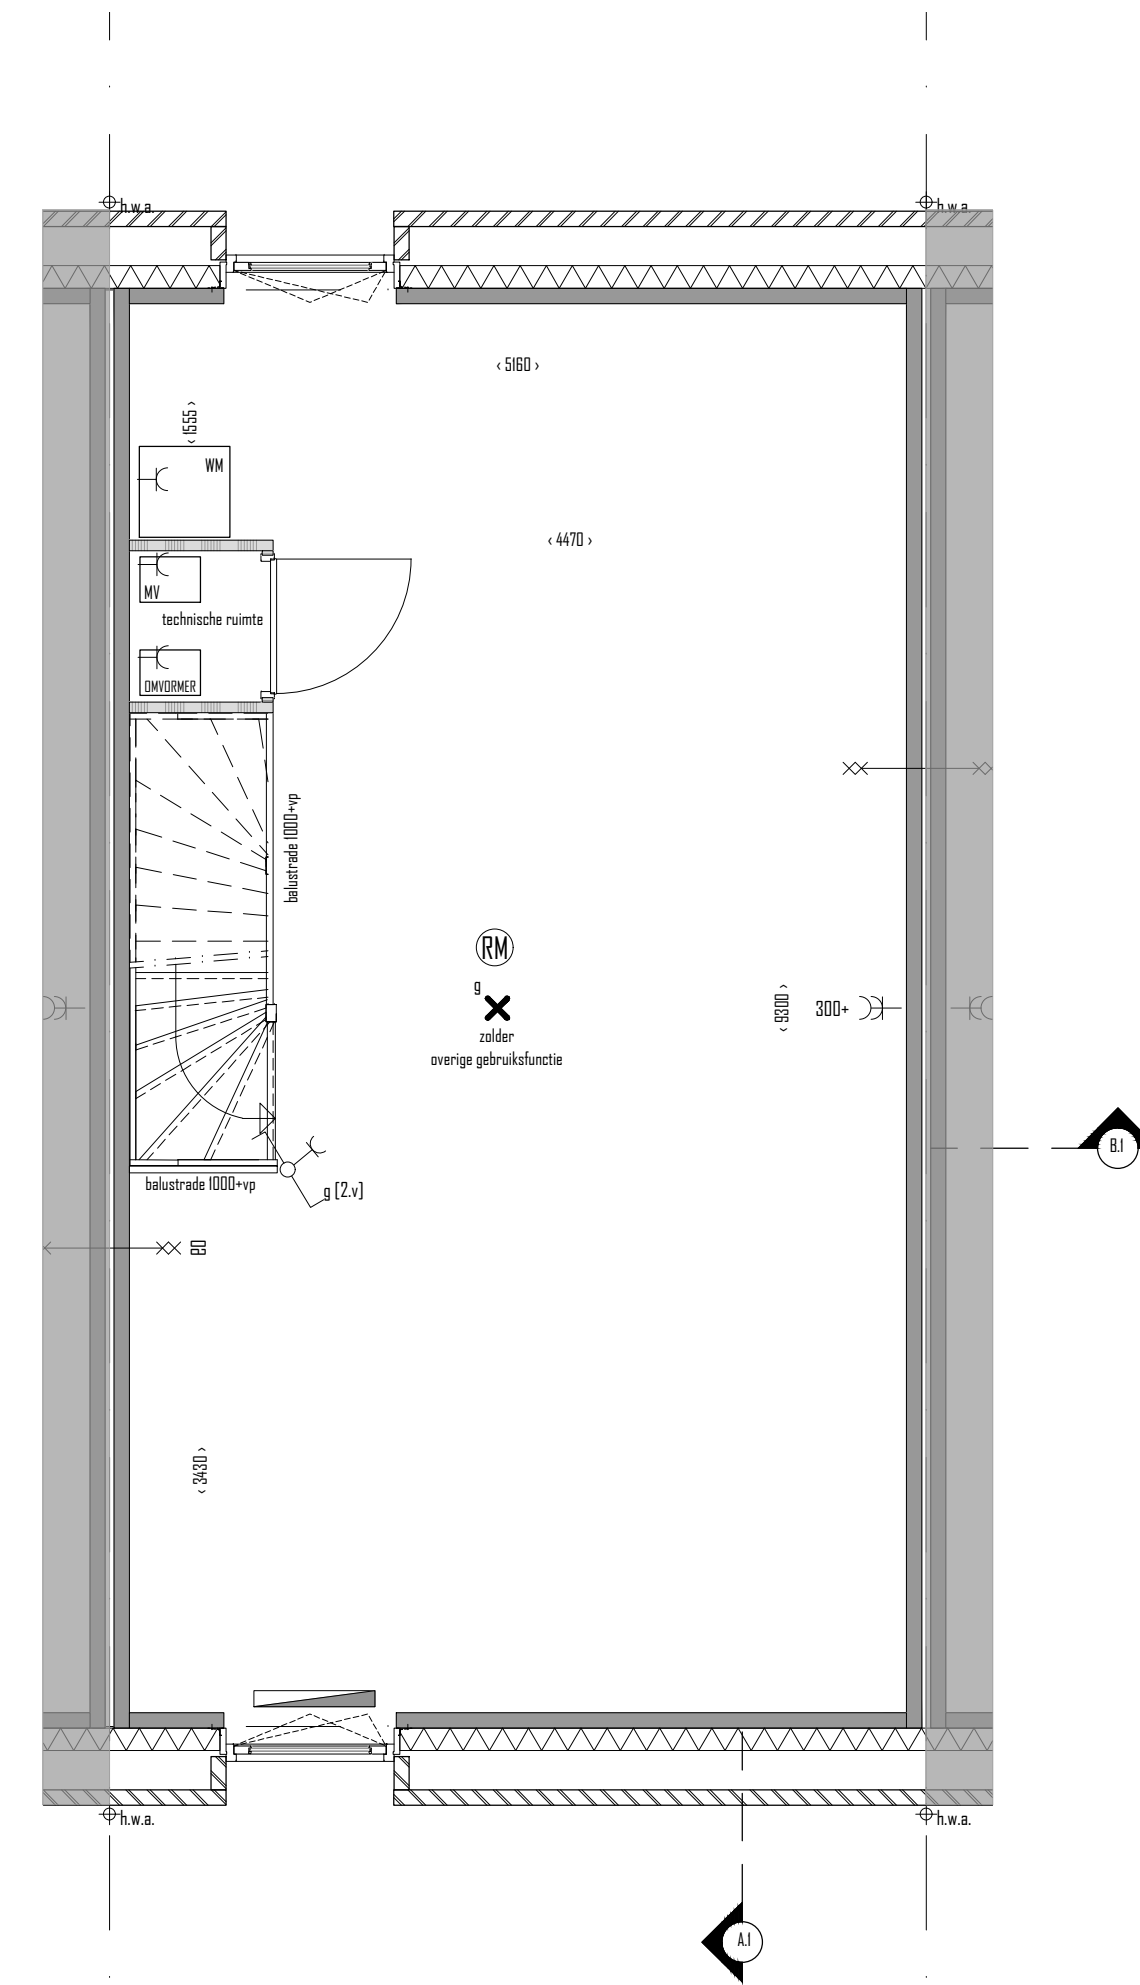 h.w.a.
h.w.a.
‹ 5160 ›
‹ 1555 ›
WM
‹ 4470 ›
MV
technische ruimte
OMVORMER
balustrade 1000+vp
RM
g
zolder
overige gebruiksfunctie
‹ 9300 ›
300+
B.1
balustrade 1000+vp
g [2.v]
‹ 3430 ›
h.w.a.
h.w.a.
A.1